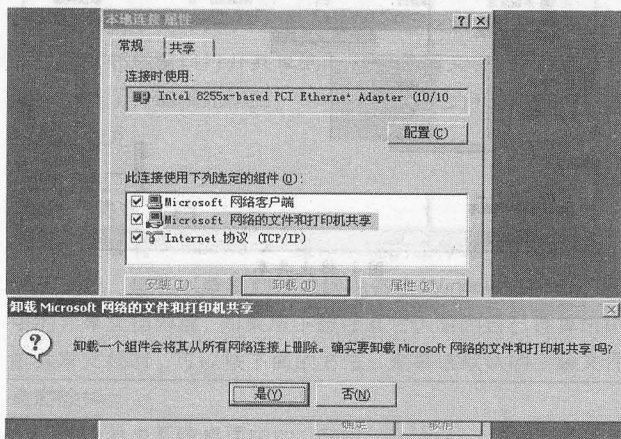 本地连接 属性
常规
共享
连接时使用:
Intel 8255x-based PCI Ethernet Adapter (10/10
配置(C)
此连接使用下列选定的组件(O):
Microsoft 网络客户端
Microsoft 网络的文件和打印机共享
Internet 协议 (TCP/IP)
安装(I)...
卸载(U)
属性(R)
卸载 Microsoft 网络的文件和打印机共享
卸载一个组件会将其从所有网络连接上删除。确实要卸载 Microsoft 网络的文件和打印机共享 吗?
是(Y)
否(N)
确定
取消